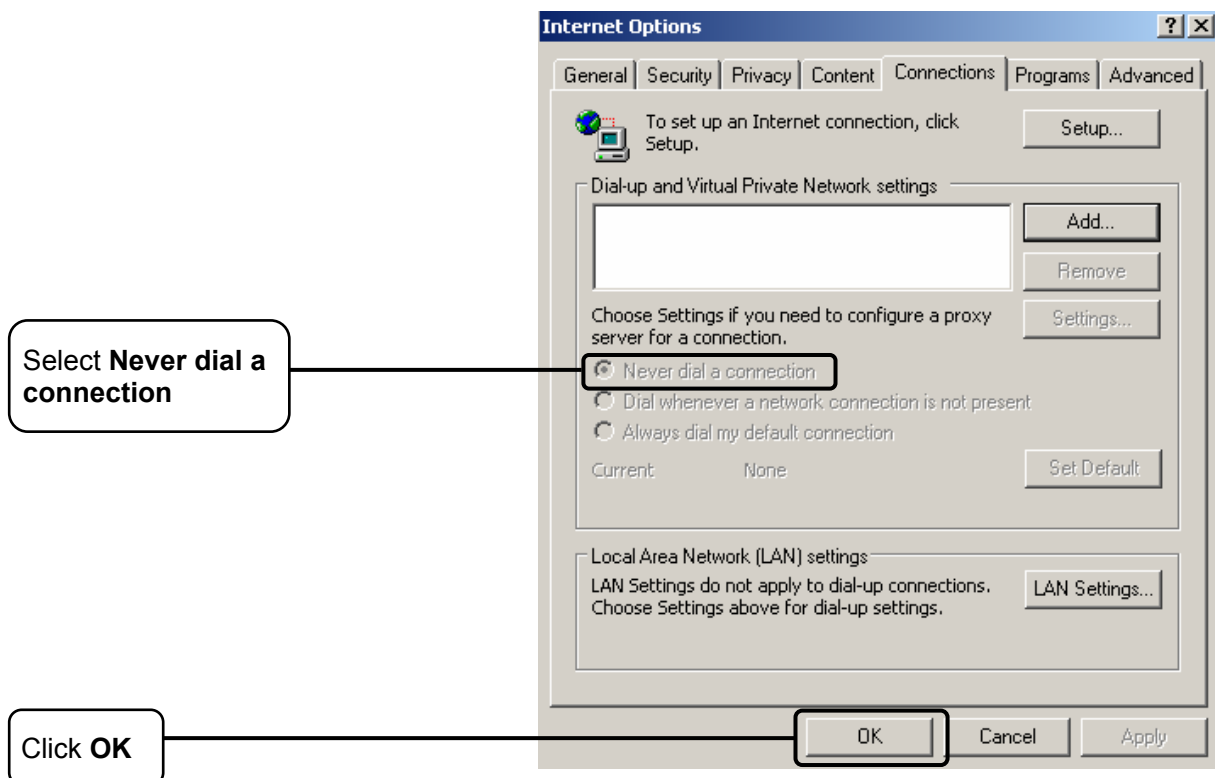 Internet Options
General Security Privacy Content Connections Programs Advanced
To set up an Internet connection, click
Setup.
Setup...
Dial-up and Virtual Private Network settings
Add...
Remove
Choose Settings if you need to configure a proxy
server for a connection.
Settings...
Select Never dial a
connection
Never dial a connection
Dial whenever a network connection is not present
Always dial my default connection
Current None
Set Default
Local Area Network (LAN) settings
LAN Settings do not apply to dial-up connections.
Choose Settings above for dial-up settings.
LAN Settings...
Click OK
OK Cancel Apply